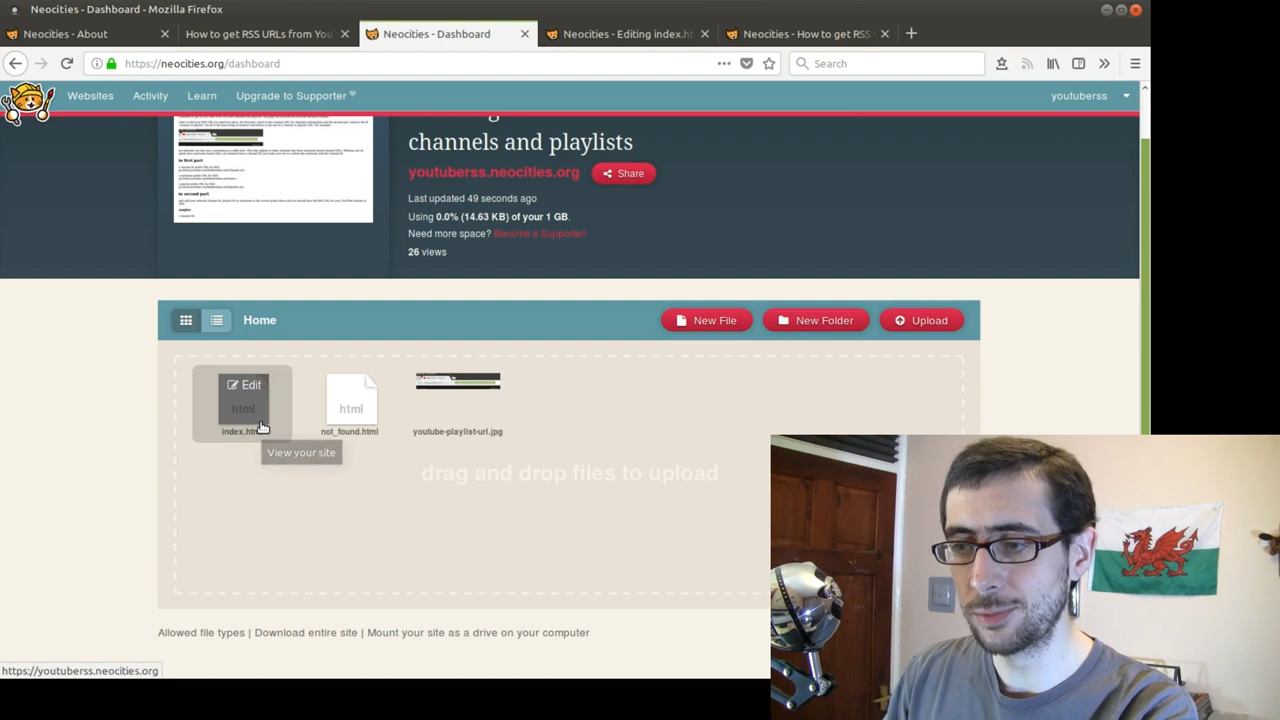 Neocities - Dashboard - Mozilla Firefox
Neocities - About
How to get RSS URLs from You
Neocities - Dashboard
Neocities - Editing index.ht
Neocities - How to get RSS
https://neocities.org/dashboard
Search
Websites
Activity
Learn
Upgrade to Supporter
youtuberss
channels and playlists
youtuberss.neocities.org
Share
Last updated 49 seconds ago
Using 0.0% (14.63 KB) of your 1 GB.
Need more space? Become a Supporter!
26 views
Home
New File
New Folder
Upload
Edit
html
html
index.htm
not_found.html
youtube-playlist-url.jpg
View your site
drag and drop files to upload
Allowed file types | Download entire site | Mount your site as a drive on your computer
https://youtuberss.neocities.org